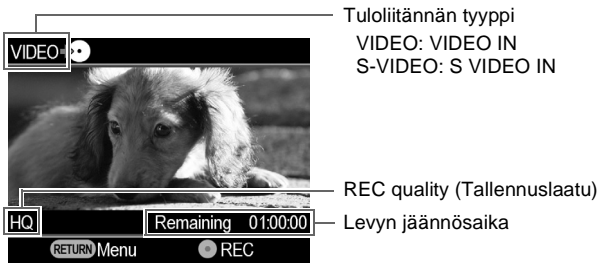 Tuloliitännän tyyppi
VIDEO
VIDEO: VIDEO IN
S-VIDEO: S VIDEO IN
REC quality (Tallennuslaatu)
HQ
Remaining 01:00:00
Levyn jäännösaika
RETURN Menu
REC